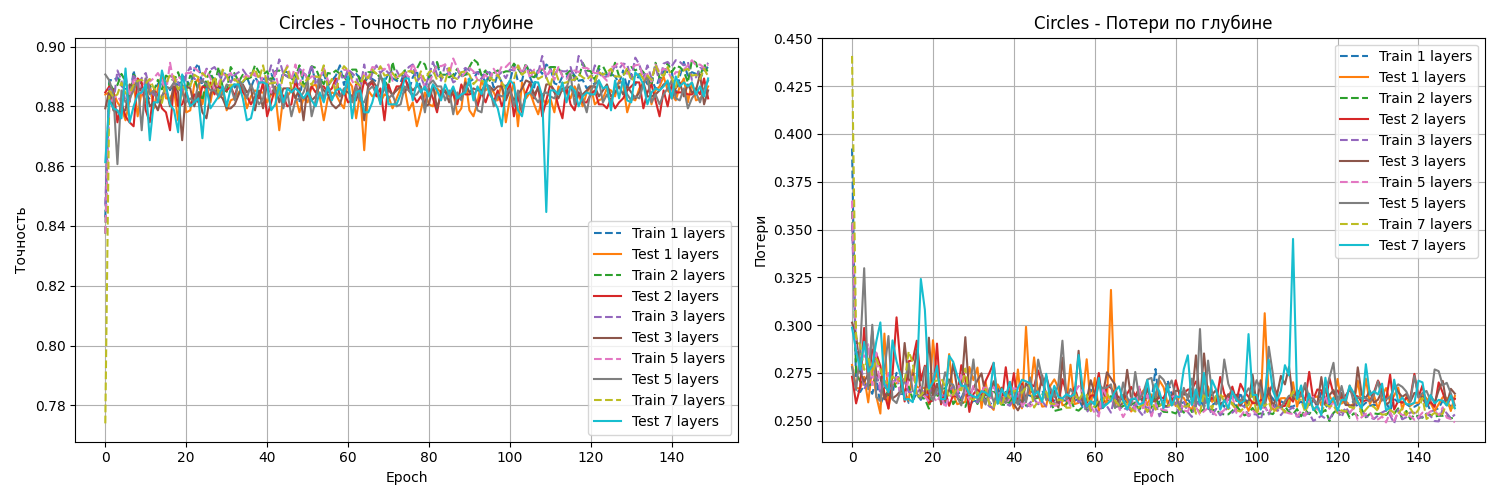 Circles - Точность по глубине
Точность
0.90
0.88
0.86
0.84
0.82
0.80
0.78
0 20 40 60 80 100 120 140
Epoch
Train 1 layers
Test 1 layers
Train 2 layers
Test 2 layers
Train 3 layers
Test 3 layers
Train 5 layers
Test 5 layers
Train 7 layers
Test 7 layers
Circles - Потери по глубине
Потери
0.450
0.425
0.400
0.375
0.350
0.325
0.300
0.275
0.250
0 20 40 60 80 100 120 140
Epoch
Train 1 layers
Test 1 layers
Train 2 layers
Test 2 layers
Train 3 layers
Test 3 layers
Train 5 layers
Test 5 layers
Train 7 layers
Test 7 layers